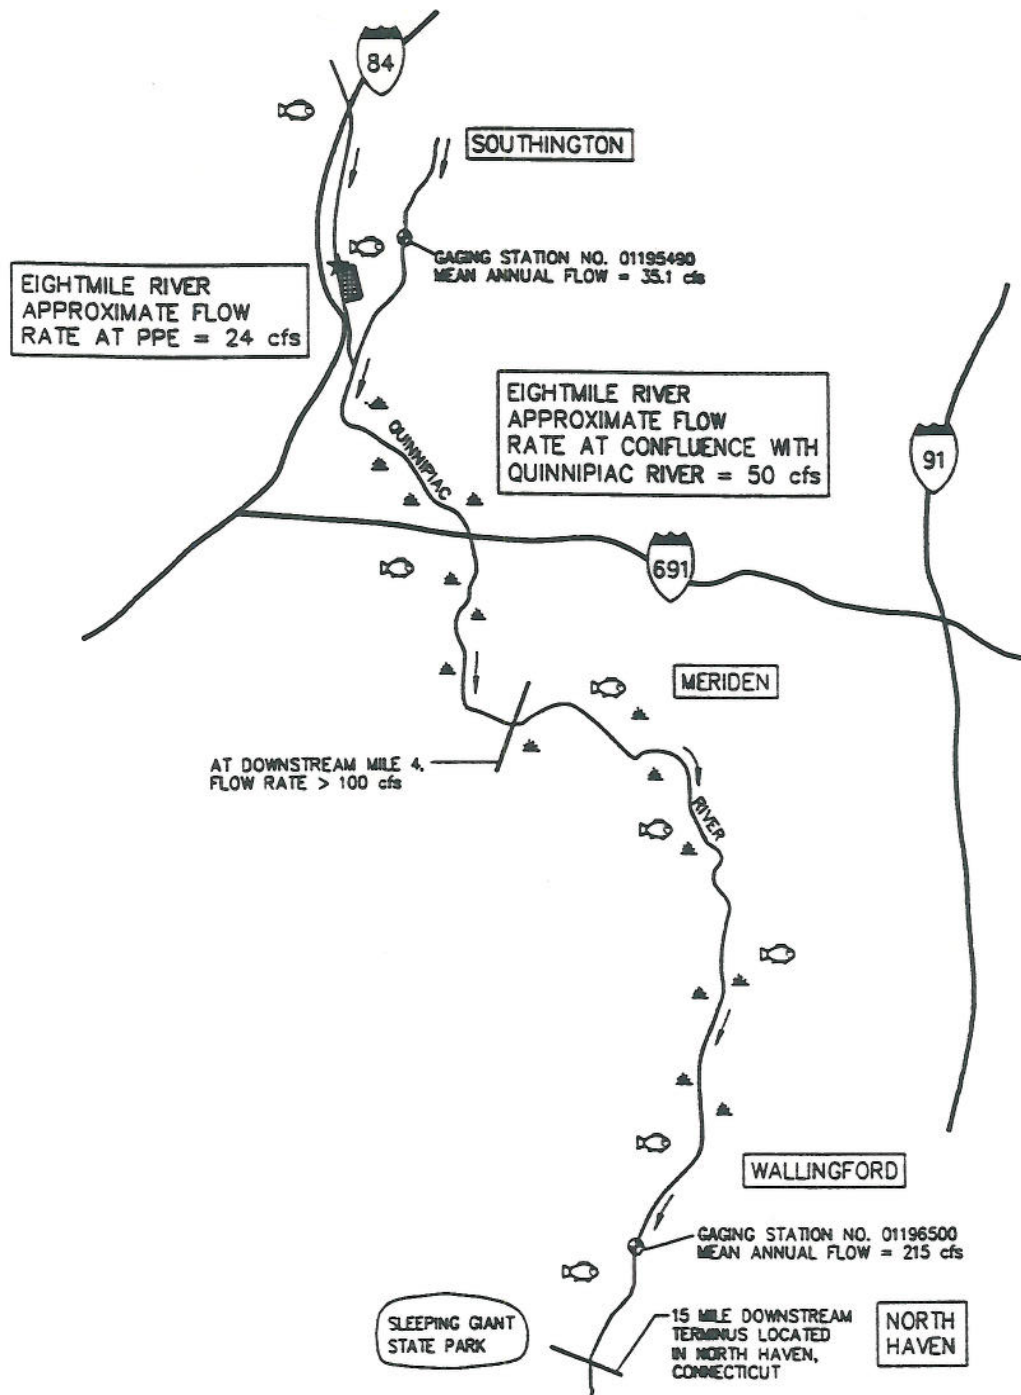 84
SOUTHINGTON
GAGING STATION NO. 01195490
MEAN ANNUAL FLOW = 35.1 cfs
EIGHTMILE RIVER
APPROXIMATE FLOW
RATE AT PPE = 24 cfs
EIGHTMILE RIVER
APPROXIMATE FLOW
RATE AT CONFLUENCE WITH
QUINNIPIAC RIVER = 50 cfs
91
QUINNIPIAC
691
MERIDEN
AT DOWNSTREAM MILE 4,
FLOW RATE > 100 cfs
RIVER
WALLINGFORD
GAGING STATION NO. 01196500
MEAN ANNUAL FLOW = 215 cfs
SLEEPING GIANT
STATE PARK
15 MILE DOWNSTREAM
TERMINUS LOCATED
IN NORTH HAVEN,
CONNECTICUT
NORTH
HAVEN